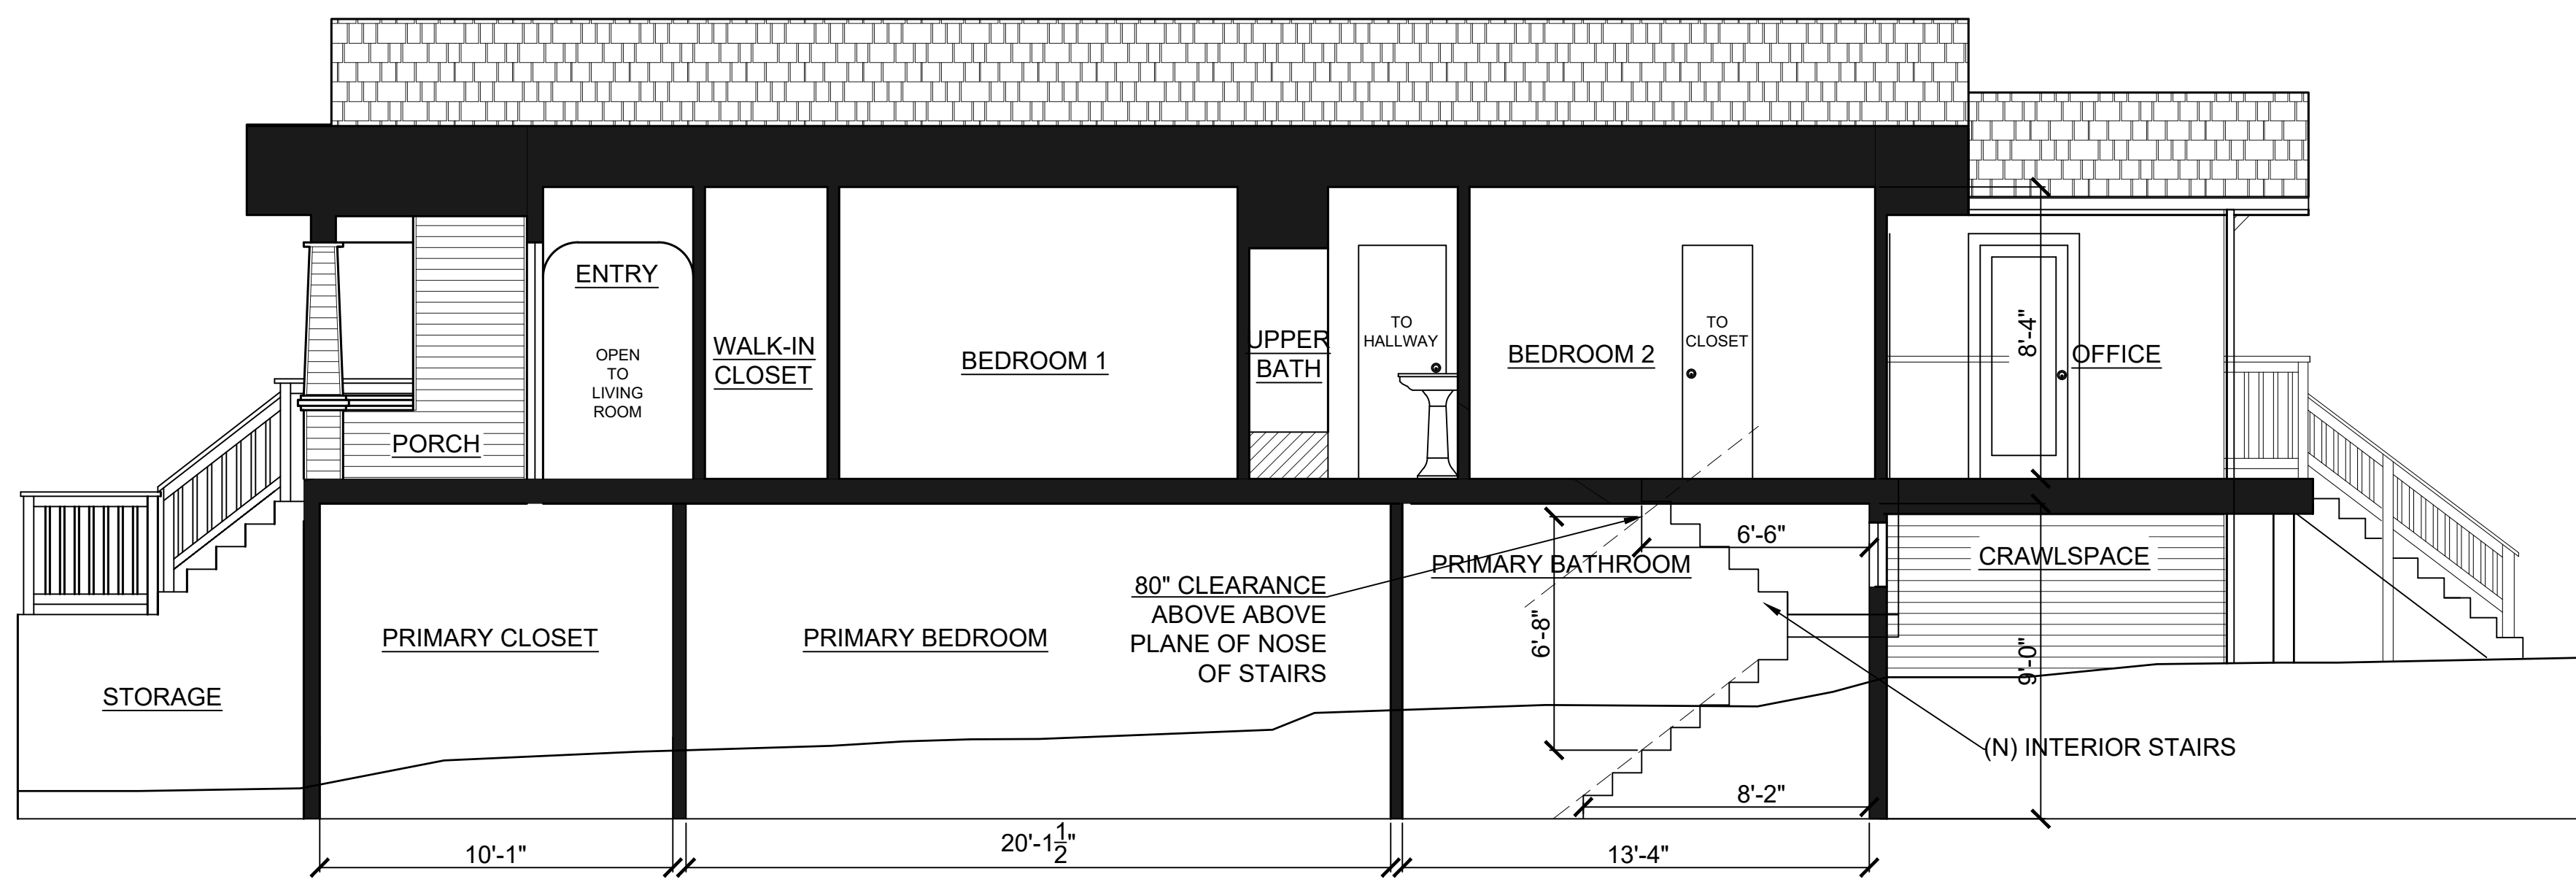 ENTRY
OPEN
TO
LIVING
ROOM
WALK-IN
CLOSET
BEDROOM 1
UPPER
BATH
TO
HALLWAY
BEDROOM 2
TO
CLOSET
8'-4"
OFFICE
PORCH
6'-6"
PRIMARY BATHROOM
CRAWLSPACE
80" CLEARANCE
ABOVE ABOVE
PLANE OF NOSE
OF STAIRS
6'-8"
PRIMARY CLOSET
PRIMARY BEDROOM
9'-0"
STORAGE
(N) INTERIOR STAIRS
8'-2"
10'-1"
20'-1 1/2"
13'-4"